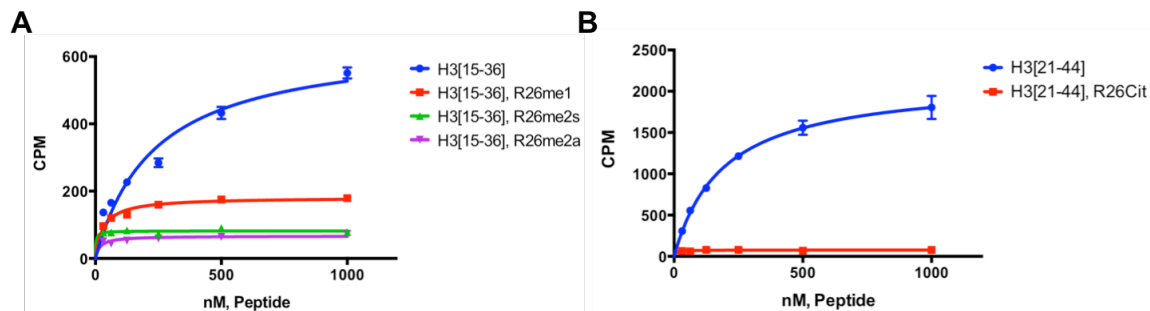 A
600
400
200
0
CPM
0
500
1000
nM, Peptide
H3[15-36]
H3[15-36], R26me1
H3[15-36], R26me2s
H3[15-36], R26me2a
B
2500
2000
1500
1000
500
0
CPM
0
500
1000
nM, Peptide
H3[21-44]
H3[21-44], R26Cit